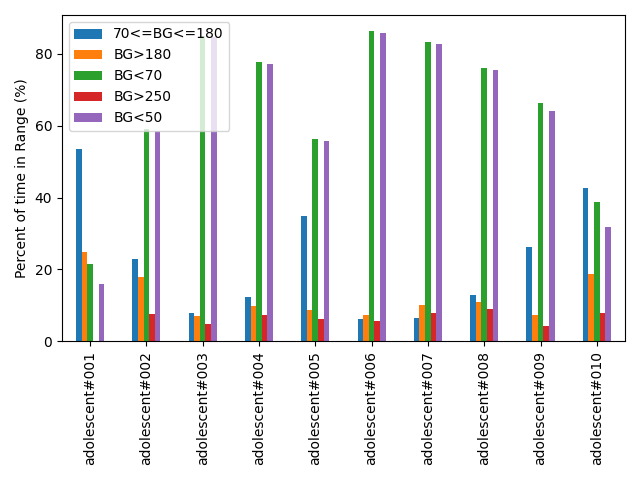 70<=BG<=180
BG>180
BG<70
BG>250
BG<50
Percent of time in Range (%)
80
60
40
20
0
adolescent#001
adolescent#002
adolescent#003
adolescent#004
adolescent#005
adolescent#006
adolescent#007
adolescent#008
adolescent#009
adolescent#010